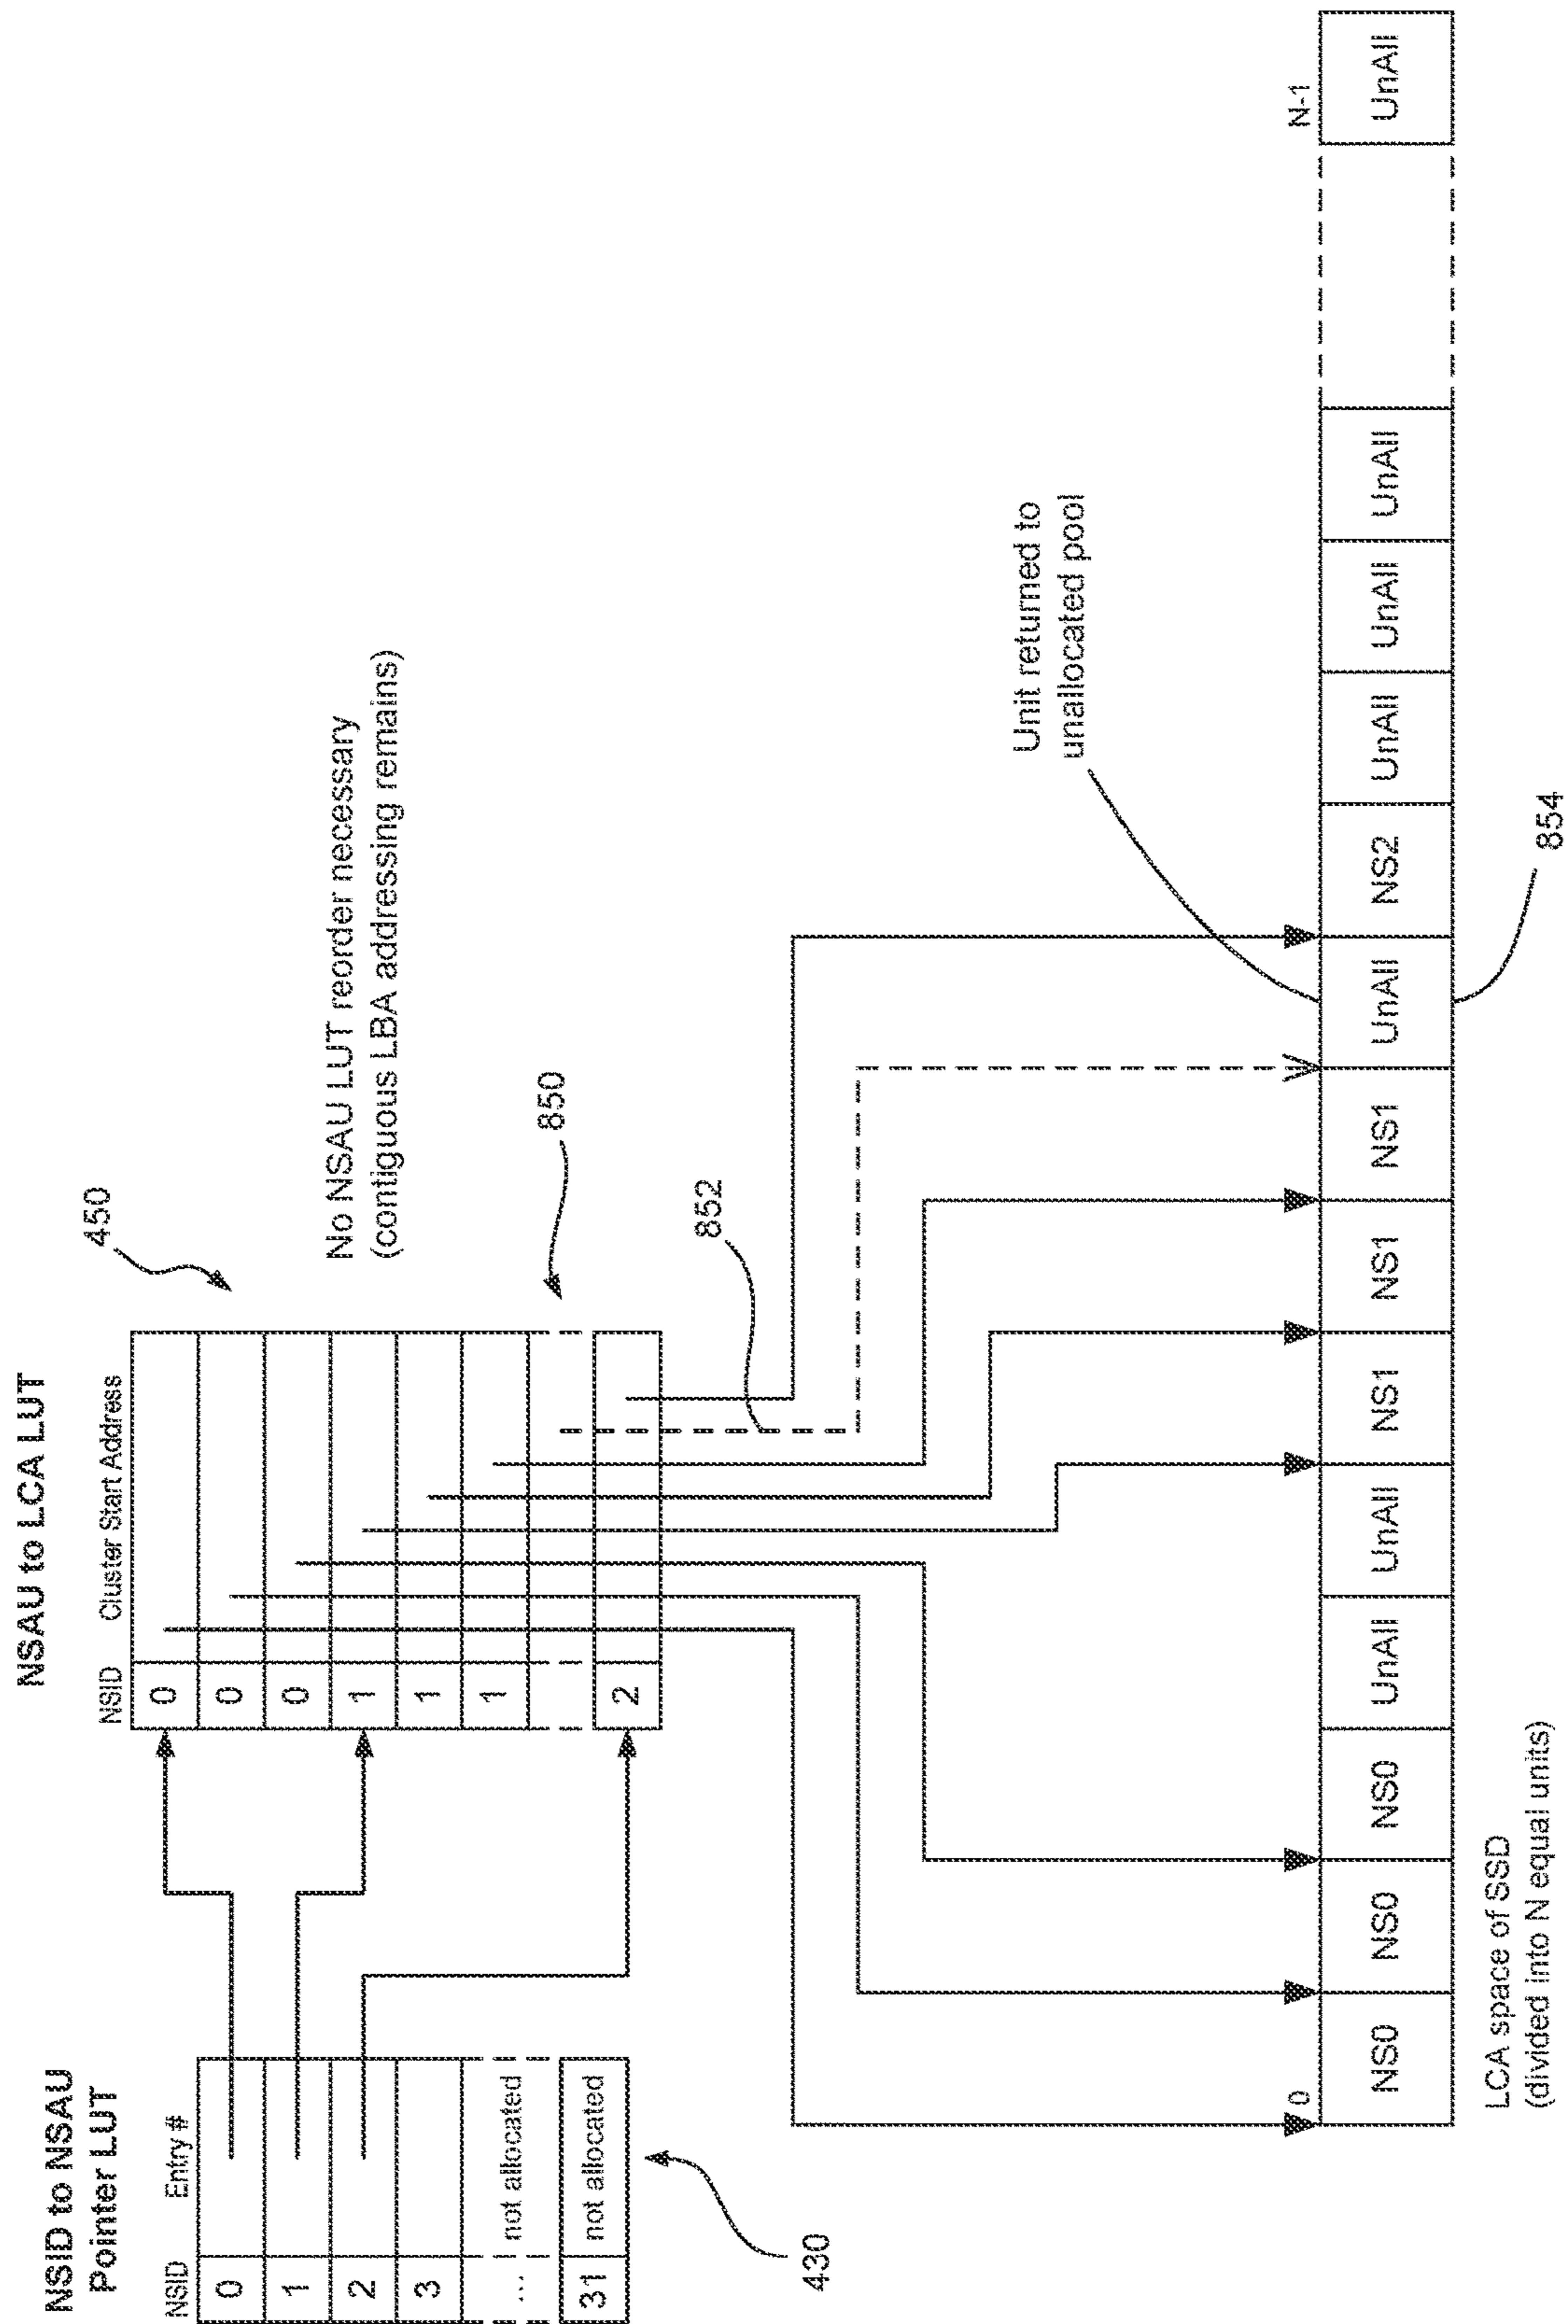 NSID to NSAU
Pointer LUT
NSID Entry #
0
1
2
3
... not allocated
31 not allocated
430
NSAU to LCA LUT
NSID Cluster Start Address
0
0
0
1
1
1
2
450
No NSAU LUT reorder necessary
(contiguous LBA addressing remains)
850
852
Unit returned to
unallocated pool
0 N-1
NS0 NS0 NS0 UnAll UnAll NS1 NS1 NS1 UnAll NS2 UnAll UnAll UnAll UnAll
854
LCA space of SSD
(divided into N equal units)